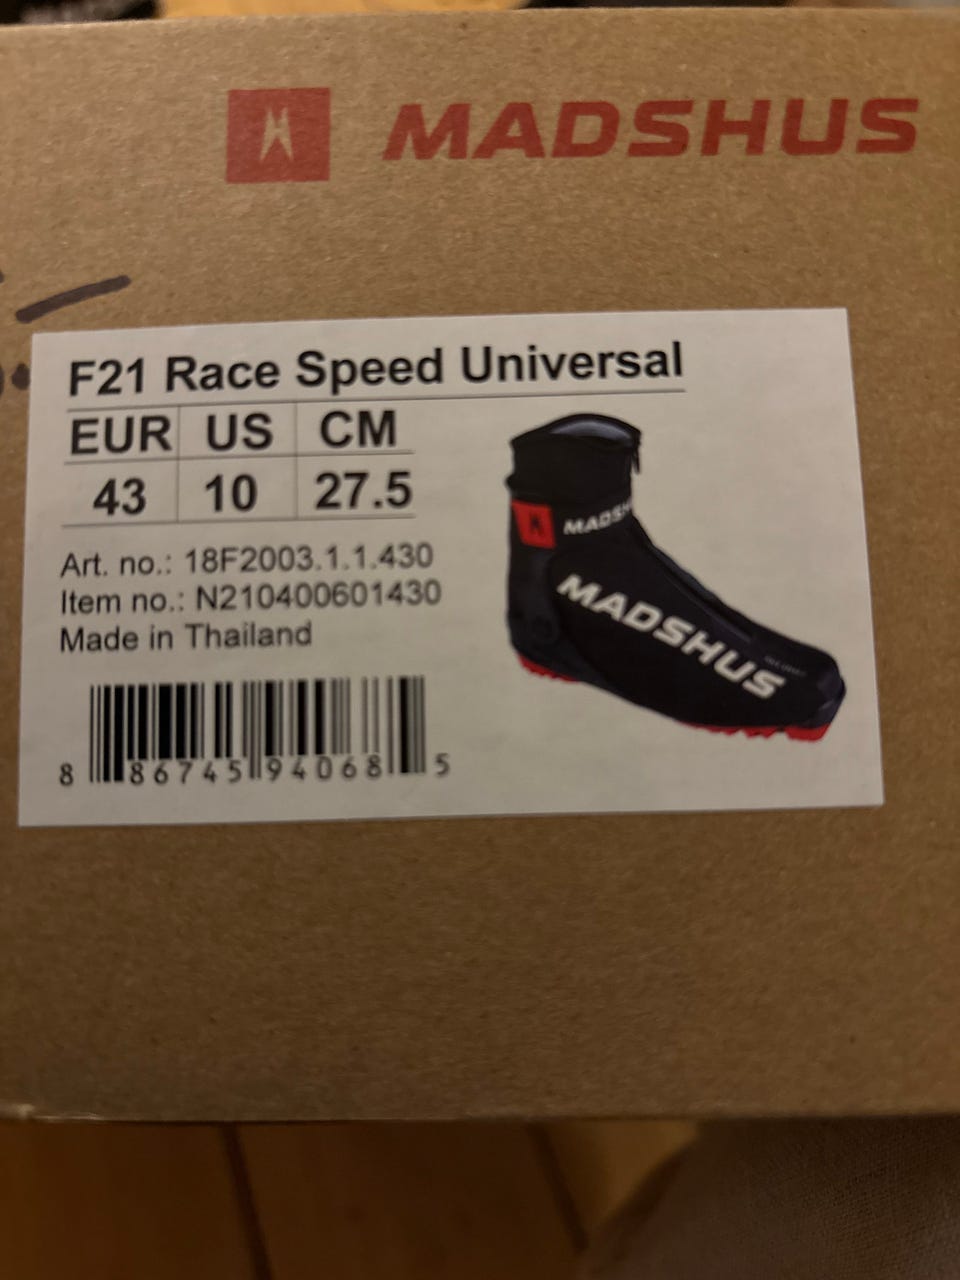 MADSHUS
F21 Race Speed Universal
EUR US CM
43 10 27.5
Art. no.: 18F2003.1.1.430
Item no.: N210400601430
Made in Thailand
MADSHUS
MADSHUS
8 86745 94068 5